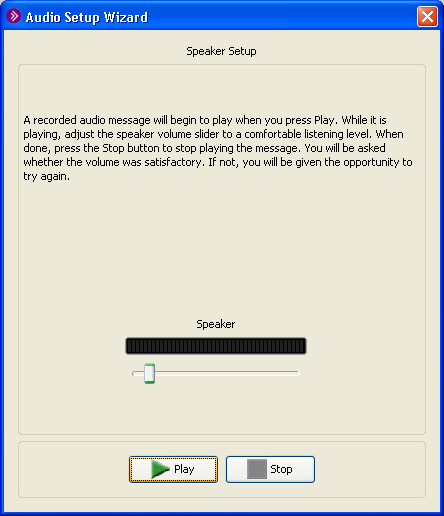 Audio Setup Wizard
Speaker Setup
A recorded audio message will begin to play when you press Play. While it is
playing, adjust the speaker volume slider to a comfortable listening level. When
done, press the Stop button to stop playing the message. You will be asked
whether the volume was satisfactory. If not, you will be given the opportunity to
try again.
Speaker
Play
Stop